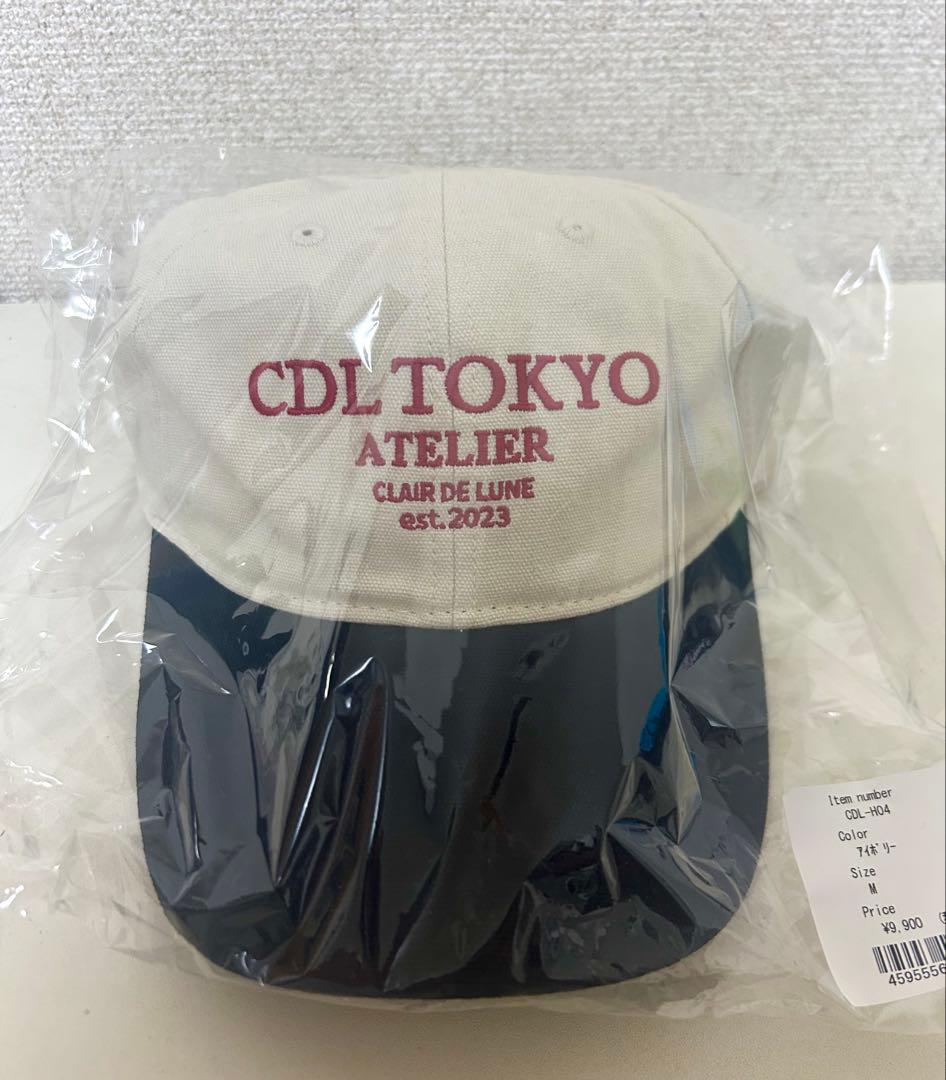 CDL TOKYO
ATELIER
CLAIR DE LUNE
est.2023
Item number
CDL-H04
Color
ｱｲﾎﾞﾘｰ
Size
M
Price
¥9,900
4595556